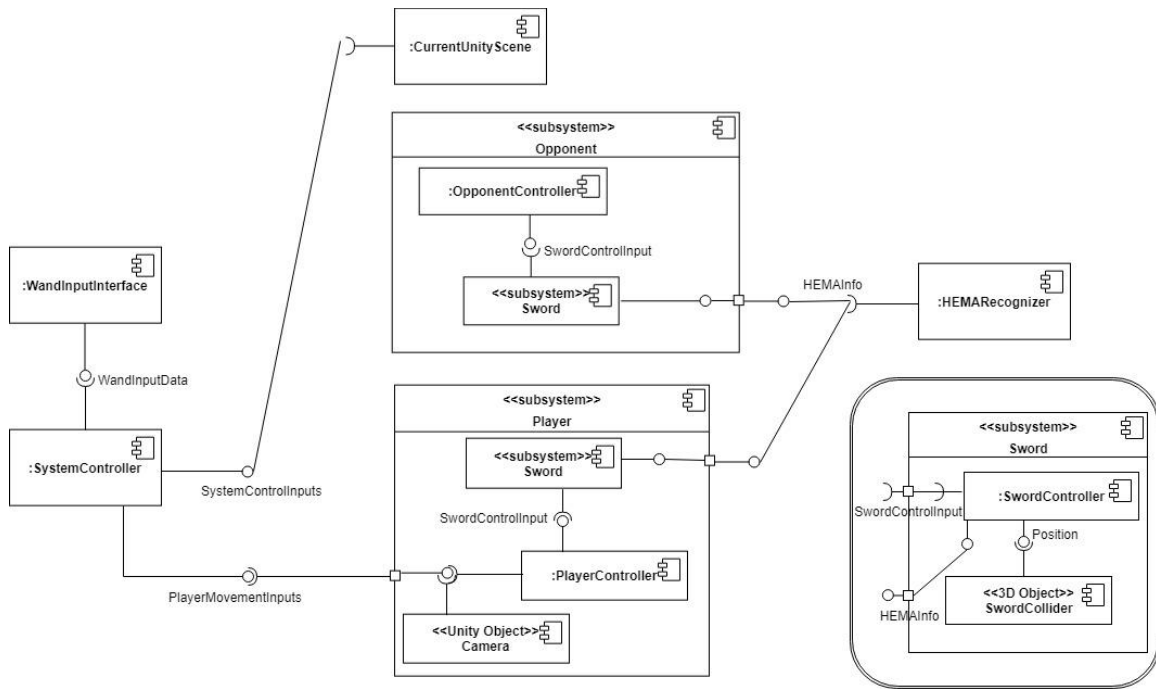 :CurrentUnityScene
<<subsystem>>
Opponent
:OpponentController
SwordControlInput
<<subsystem>>
Sword
HEMAInfo
:HEMARecognizer
:WandInputInterface
WandInputData
:SystemController
SystemControlInputs
PlayerMovementInputs
<<subsystem>>
Player
<<subsystem>>
Sword
SwordControlInput
:PlayerController
<<Unity Object>>
Camera
<<subsystem>>
Sword
:SwordController
SwordControlInput
Position
HEMAInfo
<<3D Object>>
SwordCollider